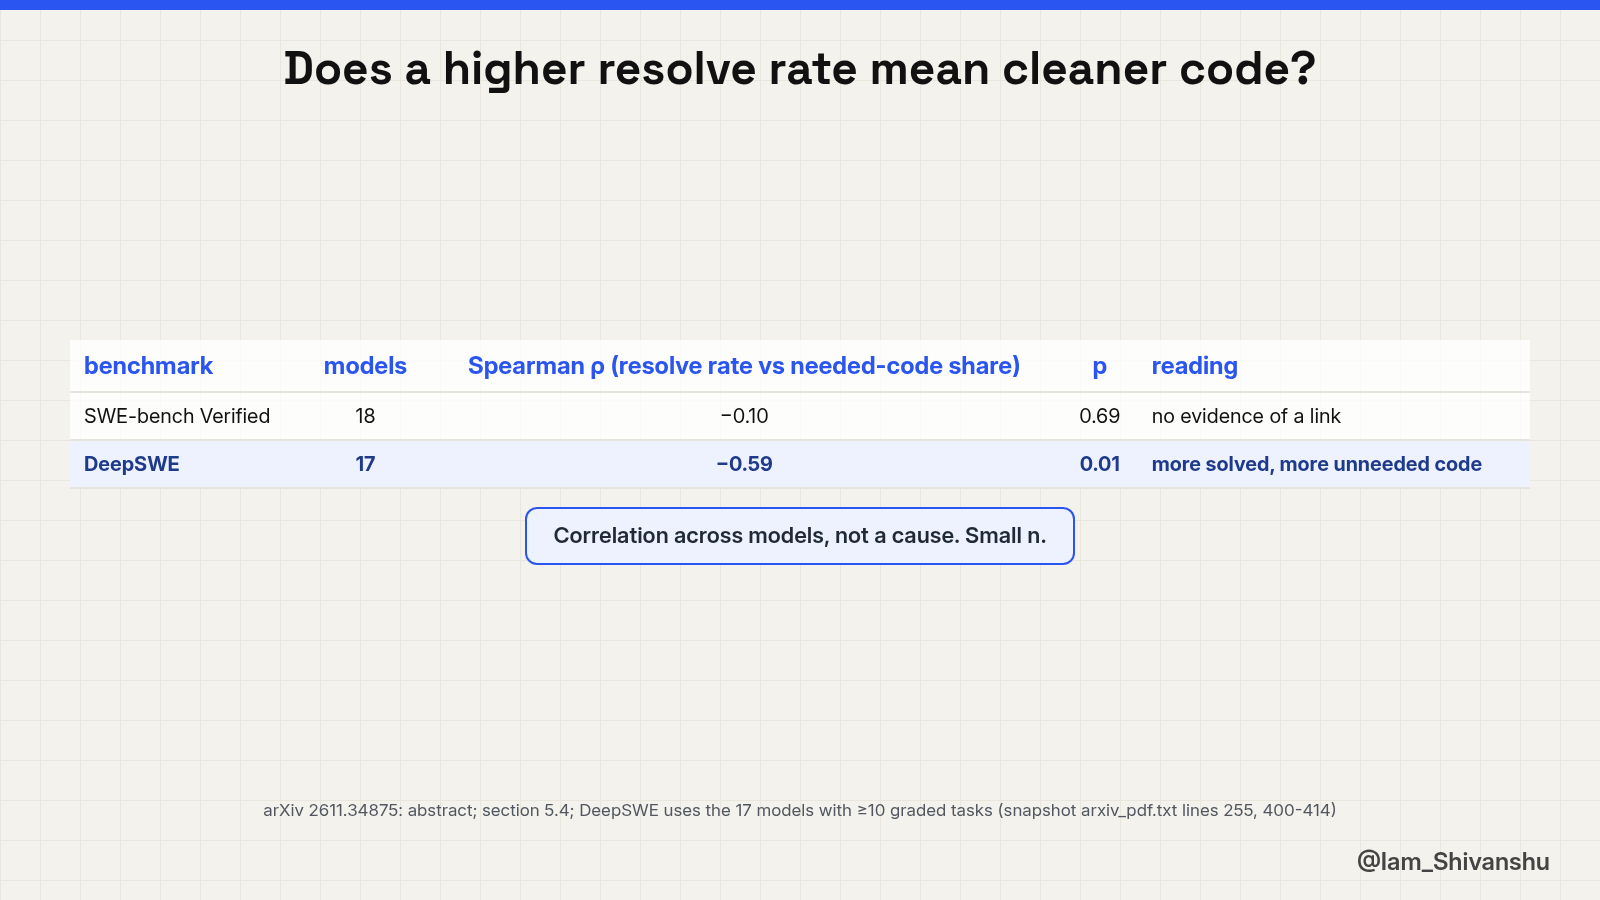 Does a higher resolve rate mean cleaner code?
benchmark models Spearman ρ (resolve rate vs needed-code share) p reading
SWE-bench Verified 18 −0.10 0.69 no evidence of a link
DeepSWE 17 −0.59 0.01 more solved, more unneeded code
Correlation across models, not a cause. Small n.
arXiv 2611.34875: abstract; section 5.4; DeepSWE uses the 17 models with ≥10 graded tasks (snapshot arxiv_pdf.txt lines 255, 400-414)
@Iam_Shivanshu